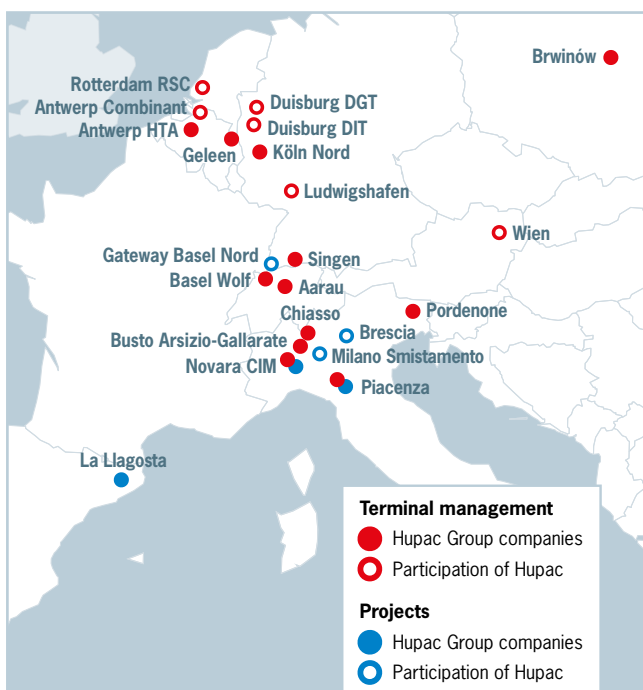 Brwinów
Rotterdam RSC
Antwerp Combinant
Antwerp HTA
Duisburg DGT
Duisburg DIT
Geleen
Köln Nord
Ludwigshafen
Wien
Gateway Basel Nord
Singen
Basel Wolf
Aarau
Chiasso
Pordenone
Busto Arsizio-Gallarate
Brescia
Milano Smistamento
Novara CIM
Piacenza
La Llagosta
Terminal management
Hupac Group companies
Participation of Hupac
Projects
Hupac Group companies
Participation of Hupac